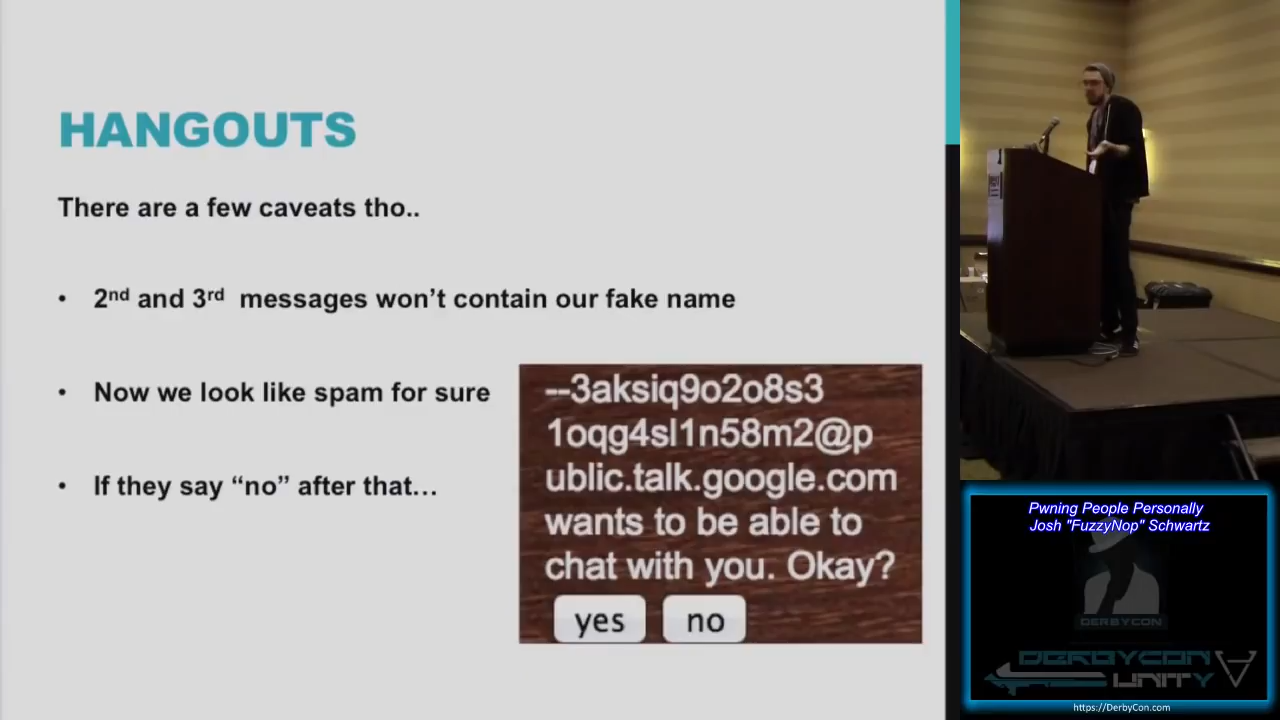 HANGOUTS
There are a few caveats tho..
• 2nd and 3rd messages won’t contain our fake name
• Now we look like spam for sure
• If they say “no” after that…
--3aksiq9o2o8s3
1oqg4sl1n58m2@p
ublic.talk.google.com
wants to be able to
chat with you. Okay?
yes no
Pwning People Personally
Josh "FuzzyNop" Schwartz
DERBYCON
DERBYCON
UNITY
https://DerbyCon.com